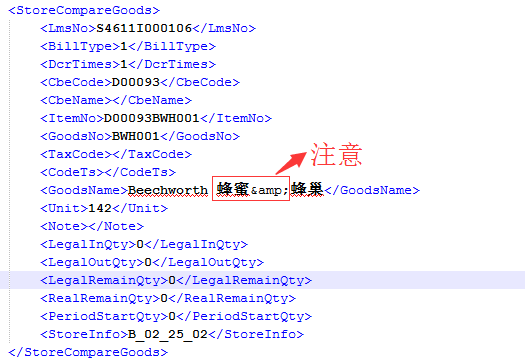 <StoreCompareGoods>
<LmsNo>S4611I000106</LmsNo>
<BillType>1</BillType>
<DcrTimes>1</DcrTimes>
<CbeCode>D00093</CbeCode>
<CbeName></CbeName>
<ItemNo>D00093BWH001</ItemNo>
<GoodsNo>BWH001</GoodsNo>
<TaxCode></TaxCode>
注意
<CodeTs></CodeTs>
<GoodsName>Beechworth 蜂蜜&amp;蜂巢</GoodsName>
<Unit>142</Unit>
<Note></Note>
<LegalInQty>0</LegalInQty>
<LegalOutQty>0</LegalOutQty>
<LegalRemainQty>0</LegalRemainQty>
<RealRemainQty>0</RealRemainQty>
<PeriodStartQty>0</PeriodStartQty>
<StoreInfo>B_02_25_02</StoreInfo>
</StoreCompareGoods>